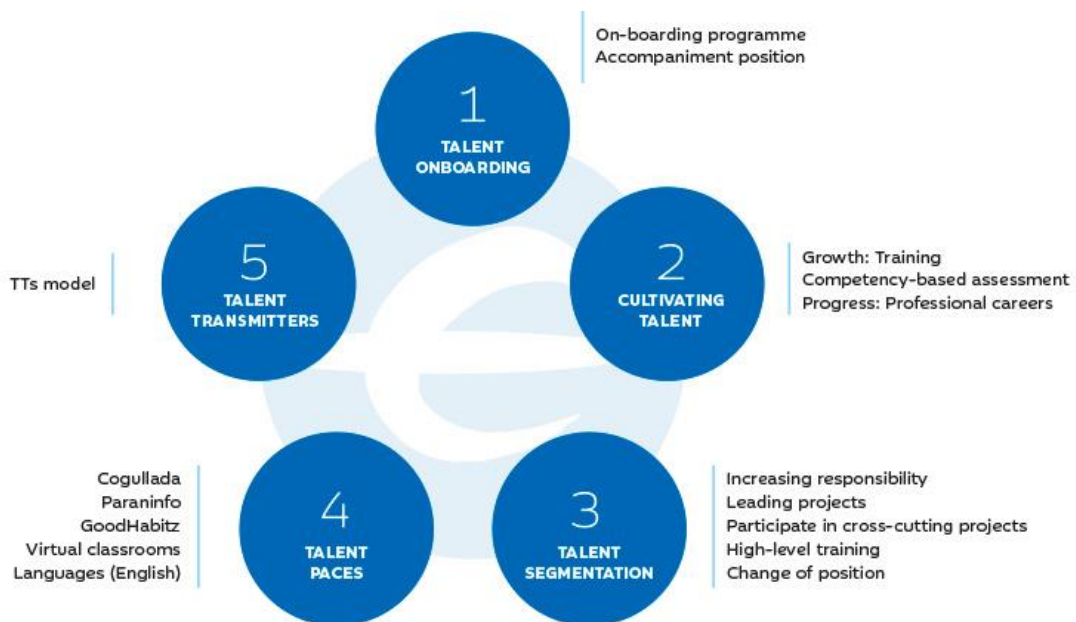 On-boarding programme
Accompaniment position
1
TALENT
ONBOARDING
2
CULTIVATING
TALENT
Growth: Training
Competency-based assessment
Progress: Professional careers
3
TALENT
SEGMENTATION
Increasing responsibility
Leading projects
Participate in cross-cutting projects
High-level training
Change of position
4
TALENT
PACES
Cogullada
Paraninfo
GoodHabitz
Virtual classrooms
Languages (English)
5
TALENT
TRANSMITTERS
TTs model